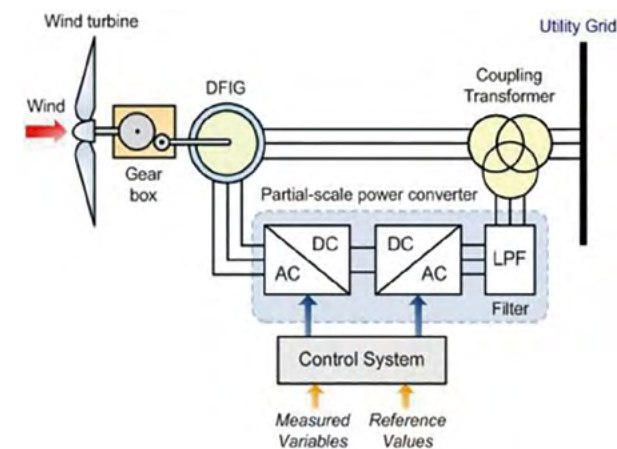 Wind turbine
Utility Grid
DFIG
Coupling
Transformer
Wind
Gear
box
Partial-scale power converter
DC
DC
LPF
AC
AC
Filter
Control System
Measured
Variables
Reference
Values